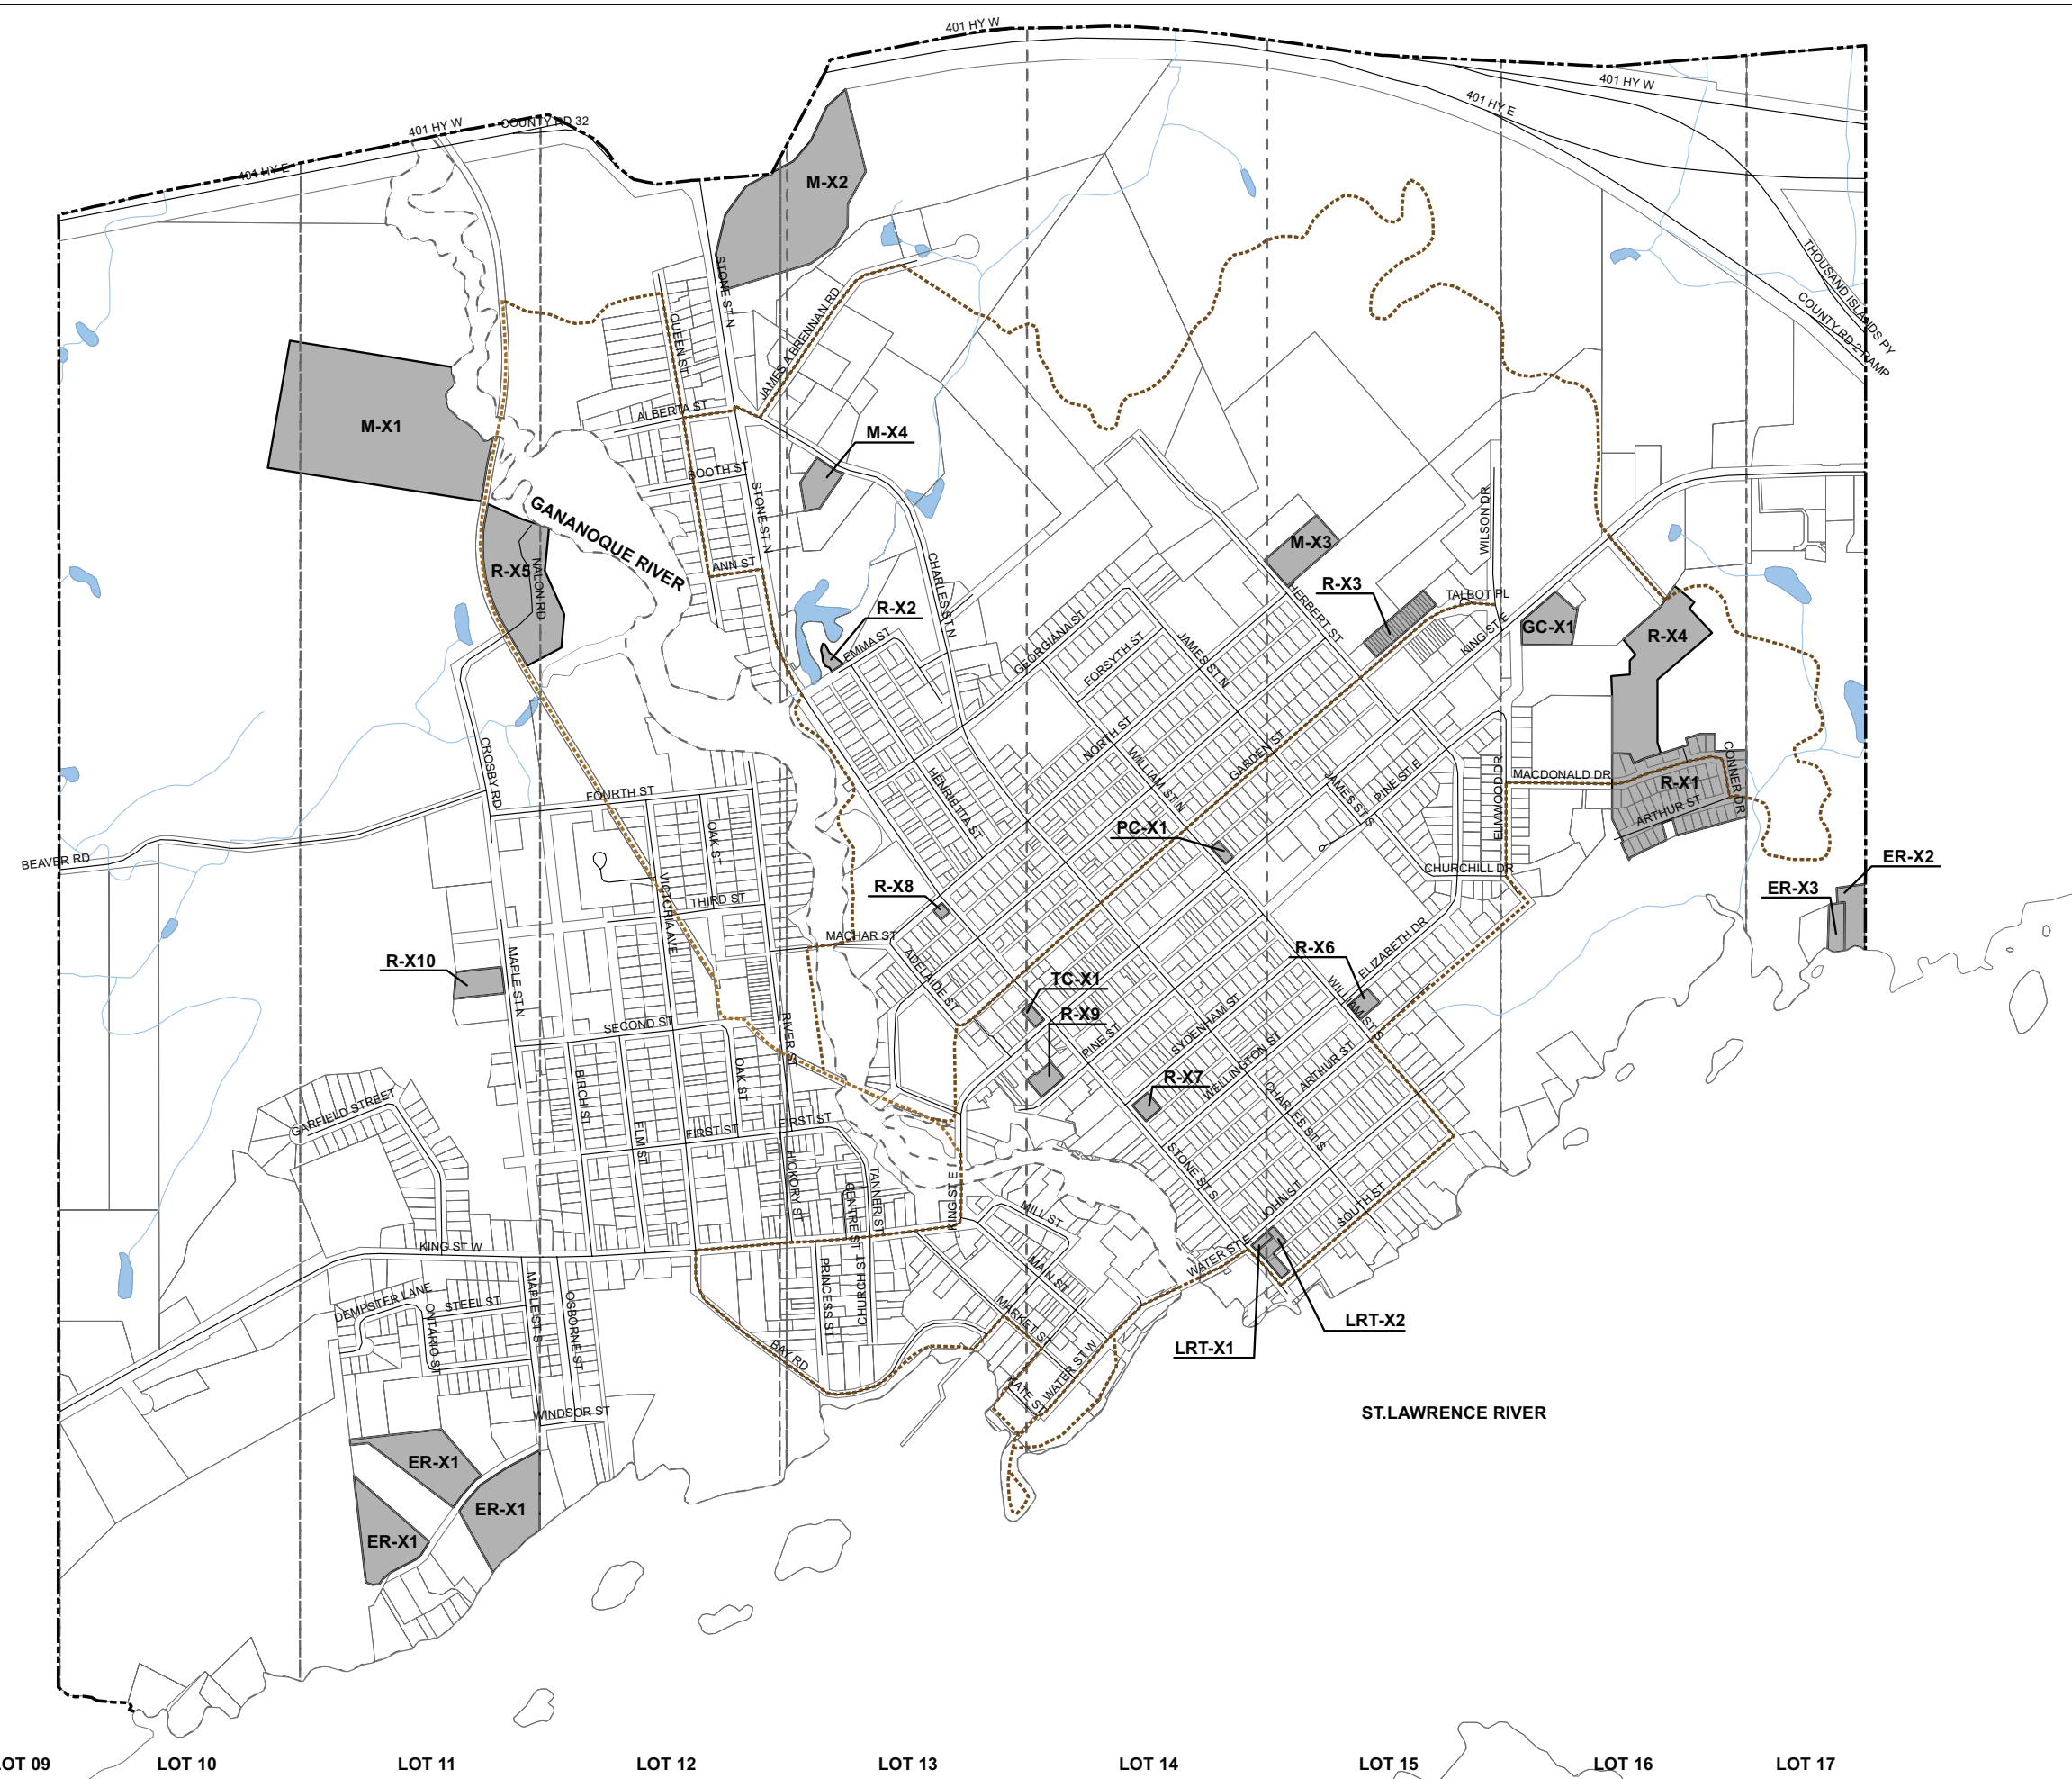 401 HY W
401 HY W
401 HY W
COUNTY RD 32
401 HY E
401 HY E
M-X2
THOUSAND ISLANDS PY
COUNTY RD 2 RAMP
STONE ST N
JAMES A BRENNAN RD
QUEEN ST
ALBERTA ST
M-X1
M-X4
BOOTH ST
STONE ST N
GANANOQUE RIVER
WILSON DR
M-X3
ANN ST
R-X5
NALON RD
CHARLES ST N
R-X3
TALBOT PL
HERBERT ST
R-X2
EMMA ST
GEORGIANA ST
FORSYTH ST
JAMES ST N
KING ST E
GC-X1
R-X4
CROSBY RD
NORTH ST
WILLIAM ST N
GARDEN ST
HENRIETTA ST
JAMES ST S
PINE ST E
ELMWOOD DR
MACDONALD DR
R-X1
CONNER DR
ARTHUR ST
FOURTH ST
OAK ST
PC-X1
BEAVER RD
CHURCHILL DR
ER-X2
ER-X3
VICTORIA AVE
THIRD ST
R-X8
MACHAR ST
ADELAIDE ST
ELIZABETH DR
R-X6
R-X10
MAPLE ST N
TC-X1
R-X9
WILLIAM ST S
SECOND ST
RIVER ST
PINE ST
SYDENHAM ST
WELLINGTON ST
ARTHUR ST
R-X7
CHARLES ST S
BIRCH ST
OAK ST
GARFIELD STREET
ELM ST
FIRST ST
FIRST ST
HICKORY ST
TANNER ST
CENTRE ST
KING ST E
STONE ST S
MILL ST
JOHN ST
SOUTH ST
KING ST W
MAIN ST
WATER ST E
DEMPSTER LANE
STEEL ST
ONTARIO ST
MAPLE ST S
OSBORNE ST
PRINCESS ST
CHURCH ST
MARKET ST
LRT-X2
LRT-X1
BAY RD
KATE ST
WATER ST W
WINDSOR ST
ST.LAWRENCE RIVER
ER-X1
ER-X1
ER-X1
LOT 10
LOT 11
LOT 12
LOT 13
LOT 14
LOT 15
LOT 16
LOT 17